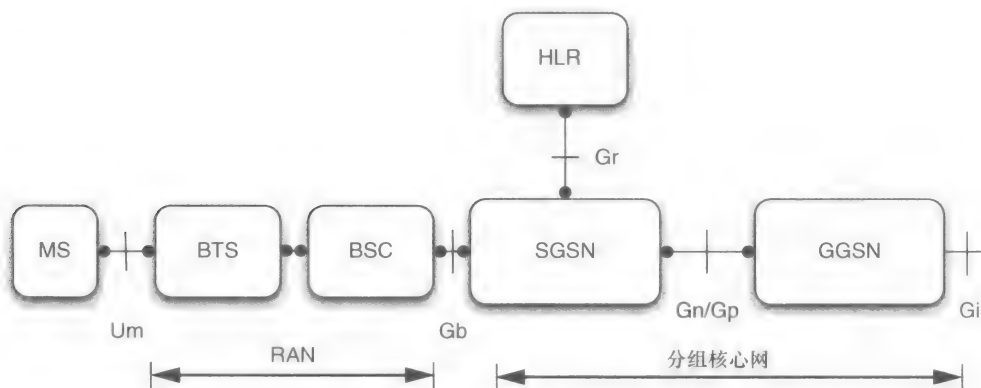 HLR
Gr
MS
BTS
BSC
SGSN
GGSN
Um
Gb
Gn/Gp
Gi
RAN
分组核心网